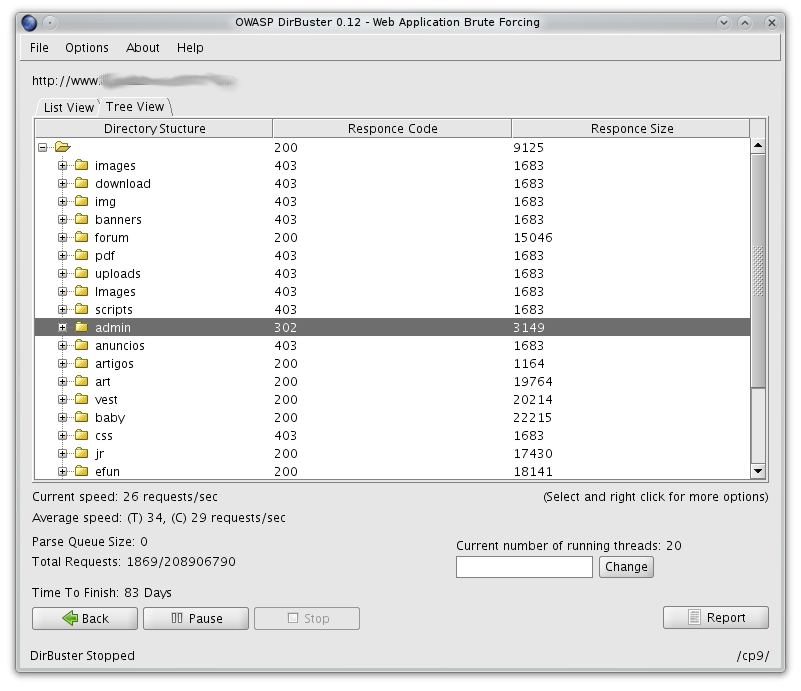 OWASP DirBuster 0.12 - Web Application Brute Forcing
File Options About Help
http://www.
List View Tree View
Directory Stucture Responce Code Responce Size
200 9125
images 403 1683
download 403 1683
img 403 1683
banners 403 1683
forum 200 15046
pdf 403 1683
uploads 403 1683
Images 403 1683
scripts 403 1683
admin 302 3149
anuncios 403 1683
artigos 200 1164
art 200 19764
vest 200 20214
baby 200 22215
css 403 1683
jr 200 17430
efun 200 18141
Current speed: 26 requests/sec (Select and right click for more options)
Average speed: (T) 34, (C) 29 requests/sec
Parse Queue Size: 0
Current number of running threads: 20
Total Requests: 1869/208906790
Change
Time To Finish: 83 Days
Back Pause Stop Report
DirBuster Stopped /cp9/